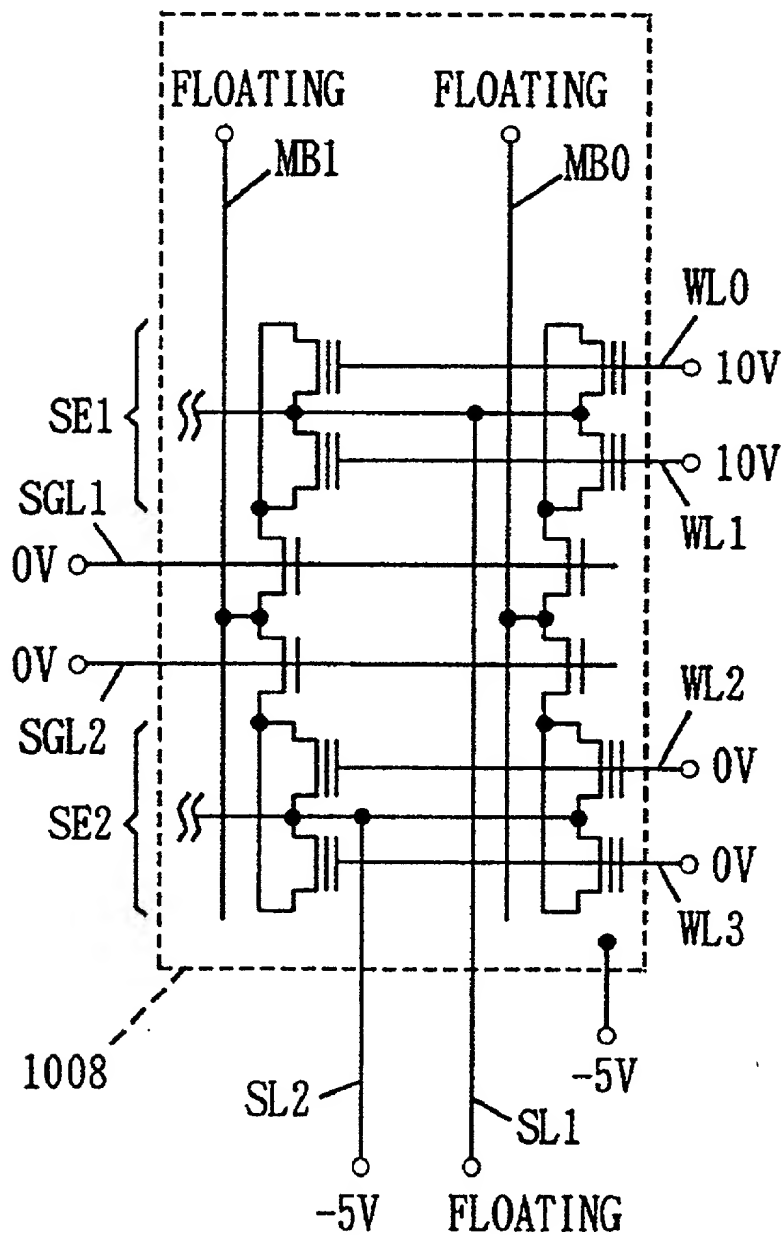 FLOATING FLOATING
MB1 MB0
WL0
10V
SE1
10V
SGL1
WL1
0V
0V
WL2
SGL2
0V
SE2
0V
WL3
1008
-5V
SL2
SL1
-5V FLOATING